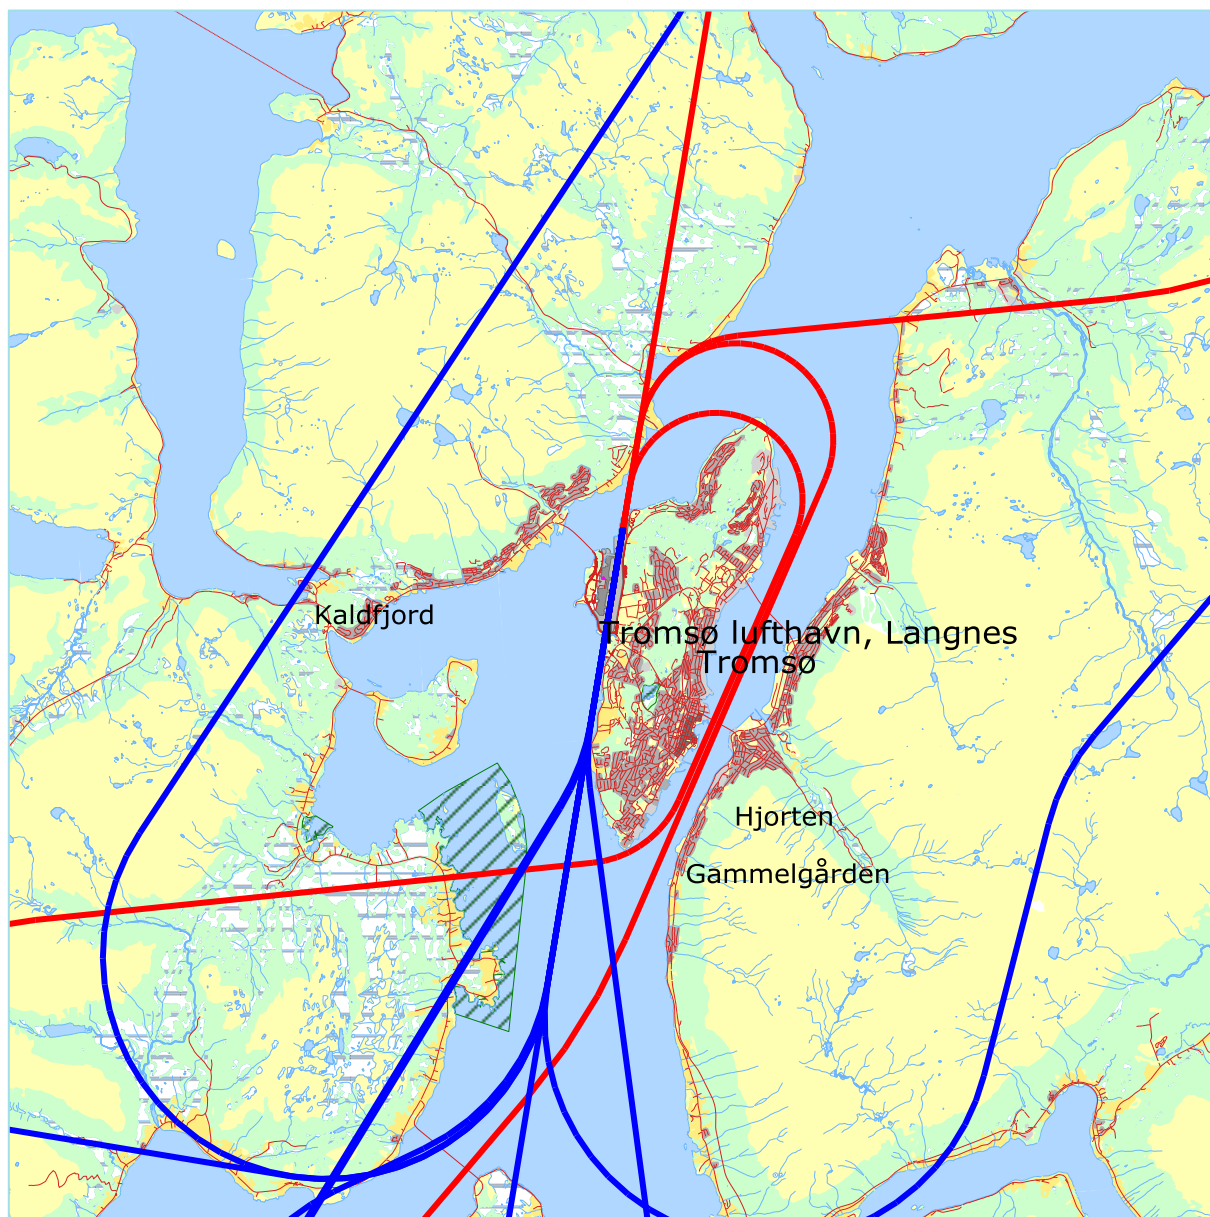 Kaldfjord
Tromsø lufthavn, Langnes
Tromsø
Hjorten
Gammelgården